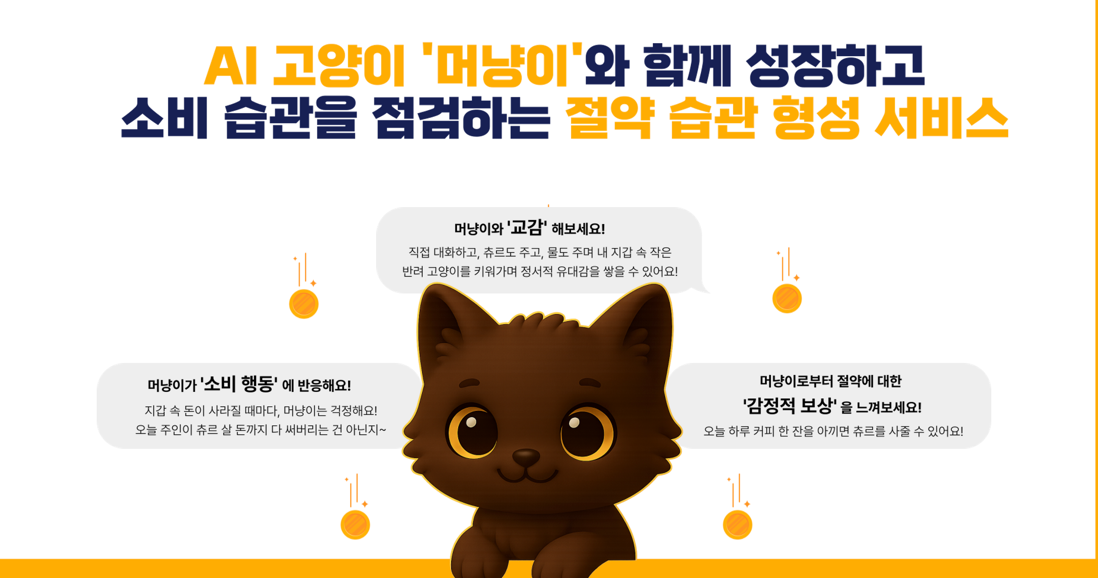 AI 고양이 '머냥이'와 함께 성장하고
소비 습관을 점검하는 절약 습관 형성 서비스
머냥이와 '교감' 해보세요!
직접 대화하고, 츄르도 주고, 물도 주며 내 지갑 속 작은
반려 고양이를 키워가며 정서적 유대감을 쌓을 수 있어요!
머냥이가 '소비 행동' 에 반응해요!
지갑 속 돈이 사라질 때마다, 머냥이는 걱정해요!
오늘 주인이 츄르 살 돈까지 다 써버리는 건 아닌지~
머냥이로부터 절약에 대한
'감정적 보상' 을 느껴보세요!
오늘 하루 커피 한 잔을 아끼면 츄르를 사줄 수 있어요!